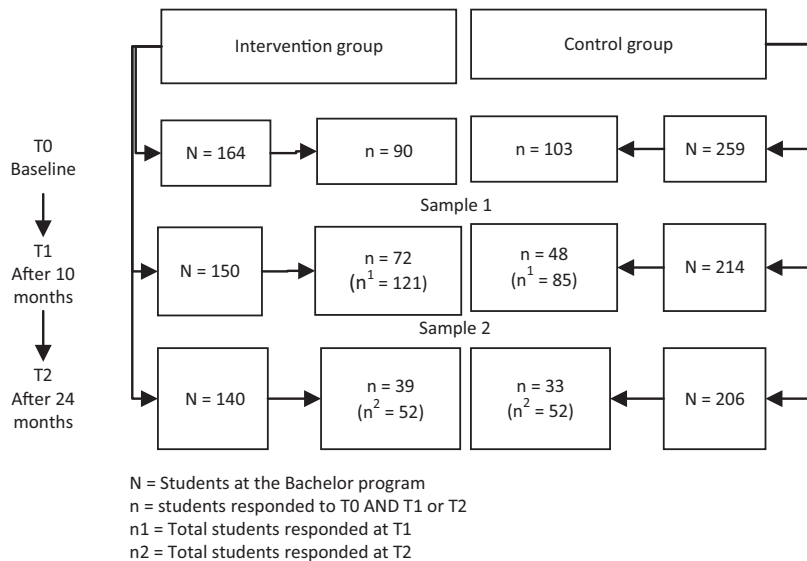 Intervention group
Control group
T0
Baseline
N = 164
n = 90
n = 103
N = 259
Sample 1
T1
After 10
months
N = 150
n = 72
(n¹ = 121)
n = 48
(n¹ = 85)
N = 214
Sample 2
T2
After 24
months
N = 140
n = 39
(n² = 52)
n = 33
(n² = 52)
N = 206
N = Students at the Bachelor program
n = students responded to T0 AND T1 or T2
n1 = Total students responded at T1
n2 = Total students responded at T2